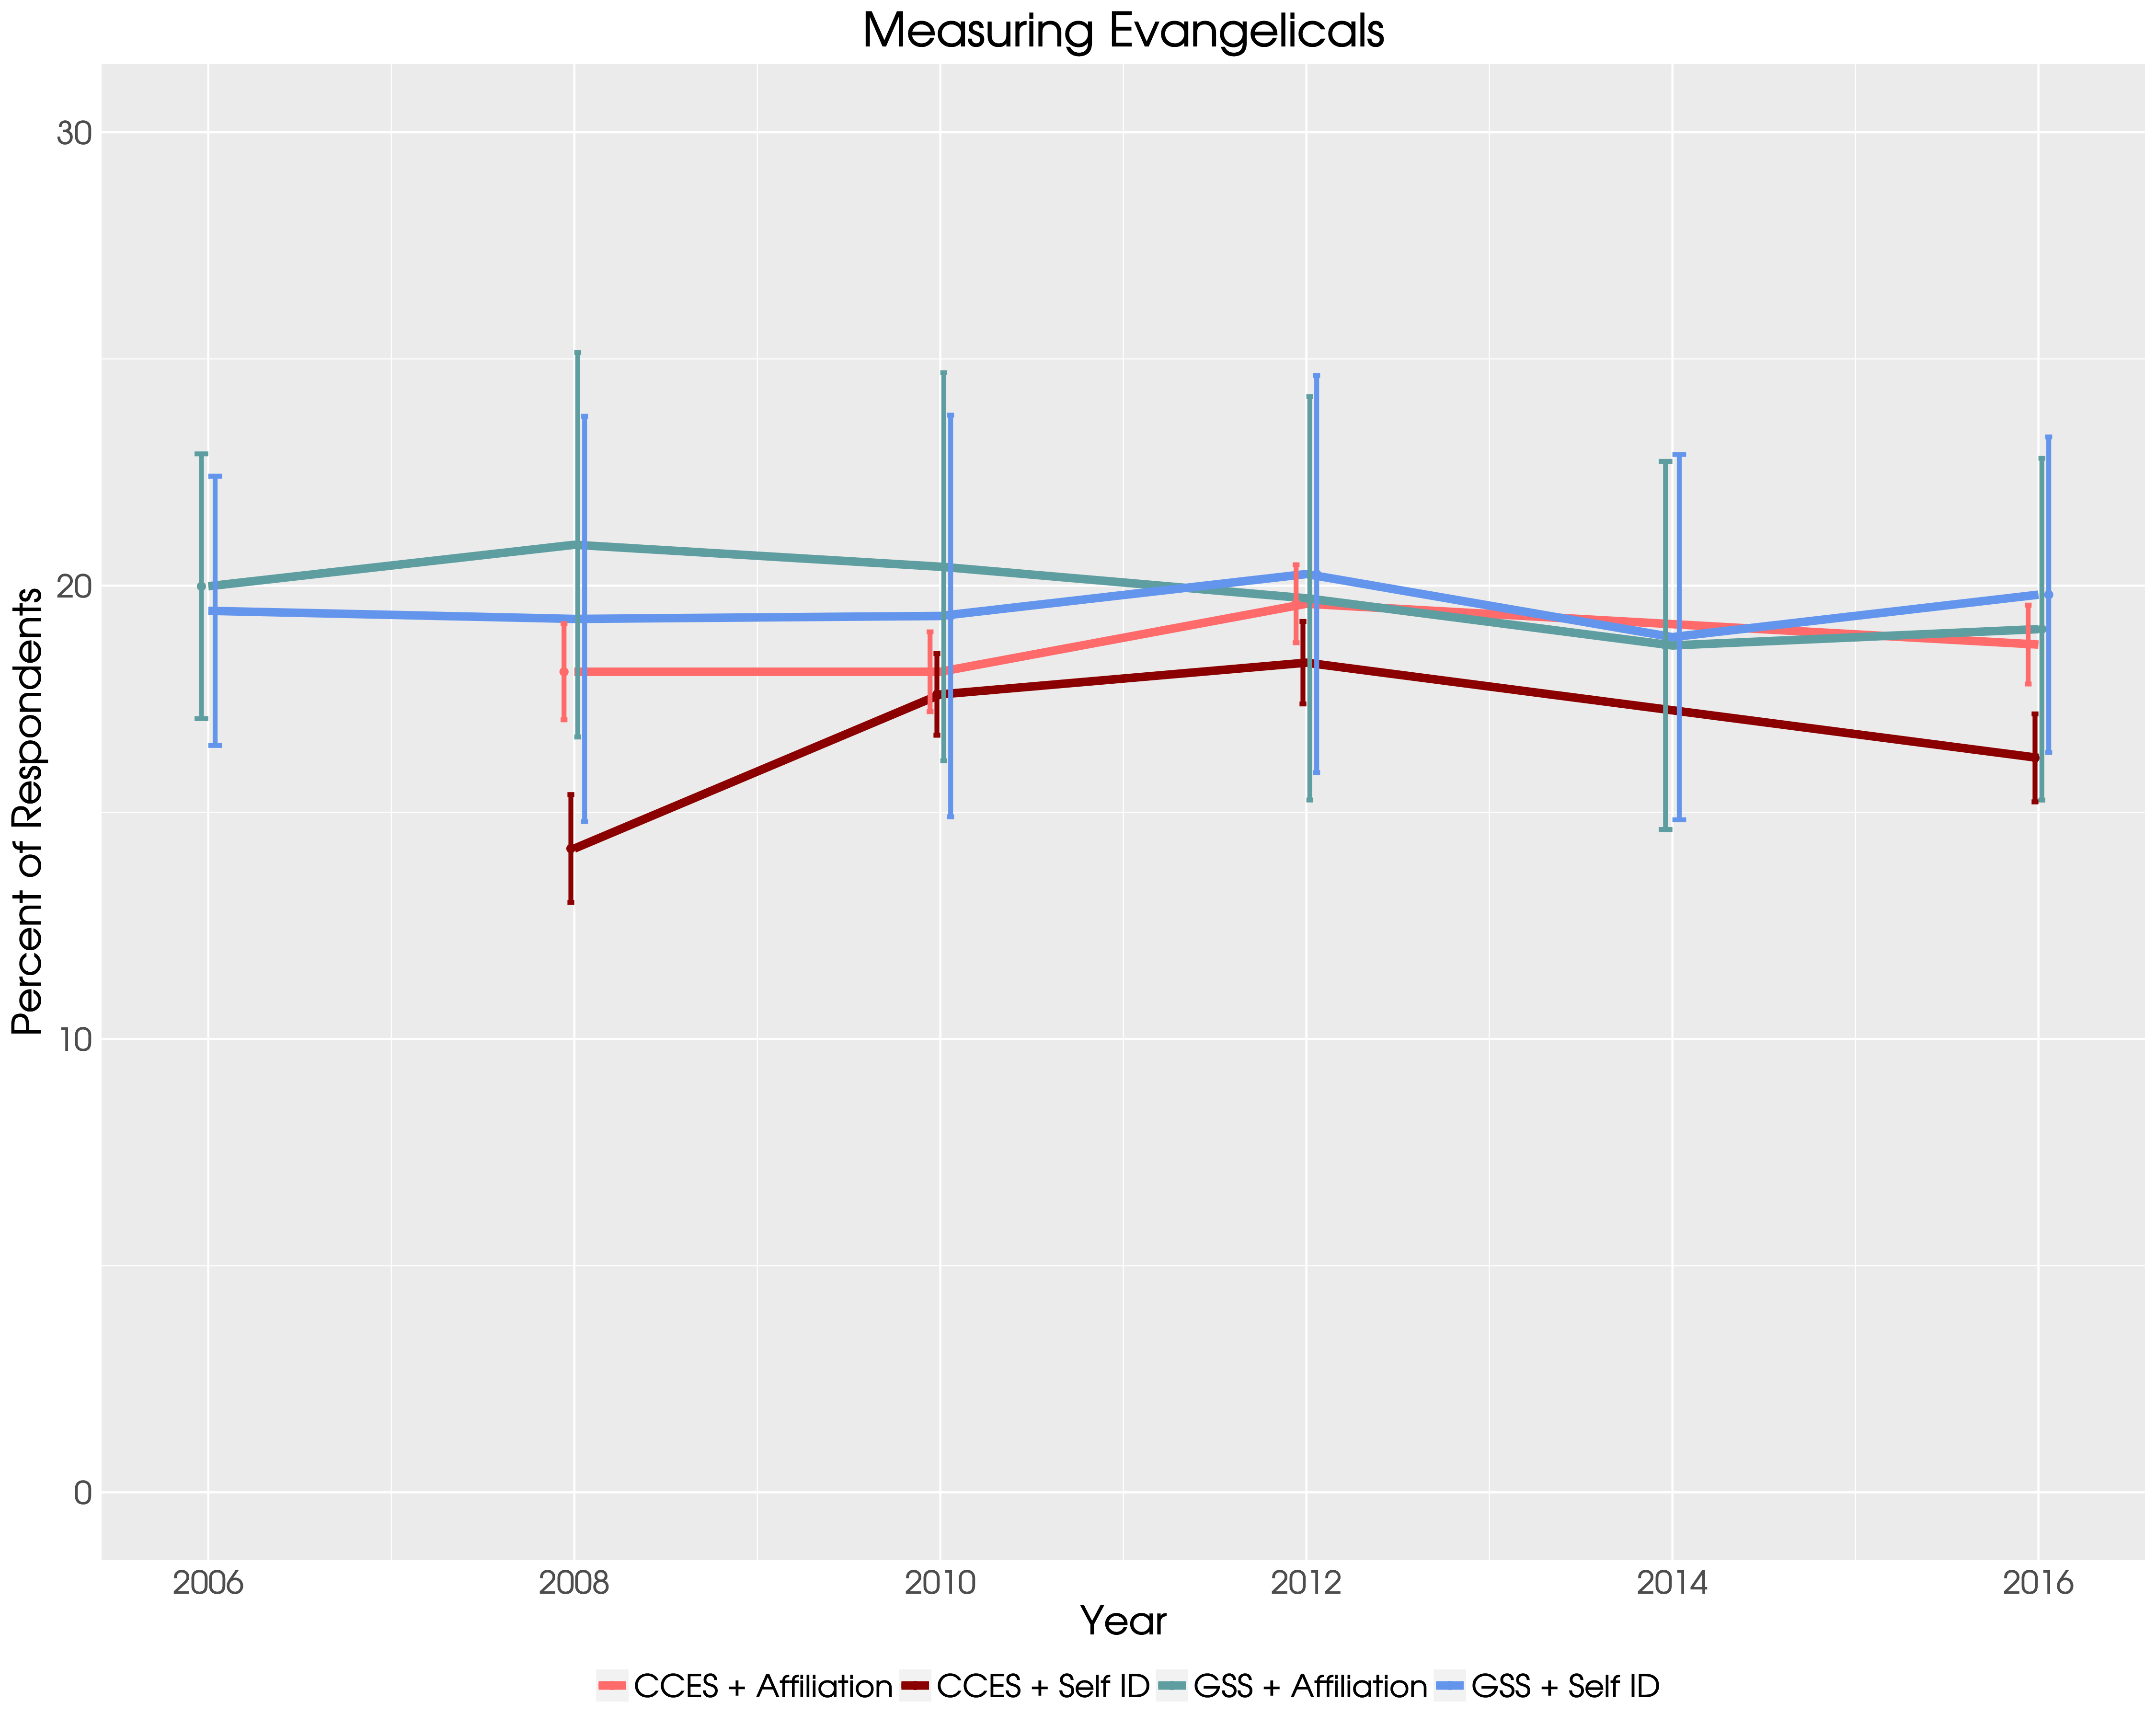 Measuring Evangelicals
30
20
10
0
Percent of Respondents
2006 2008 2010 2012 2014 2016
Year
CCES + Affiliation CCES + Self ID GSS + Affiliation GSS + Self ID